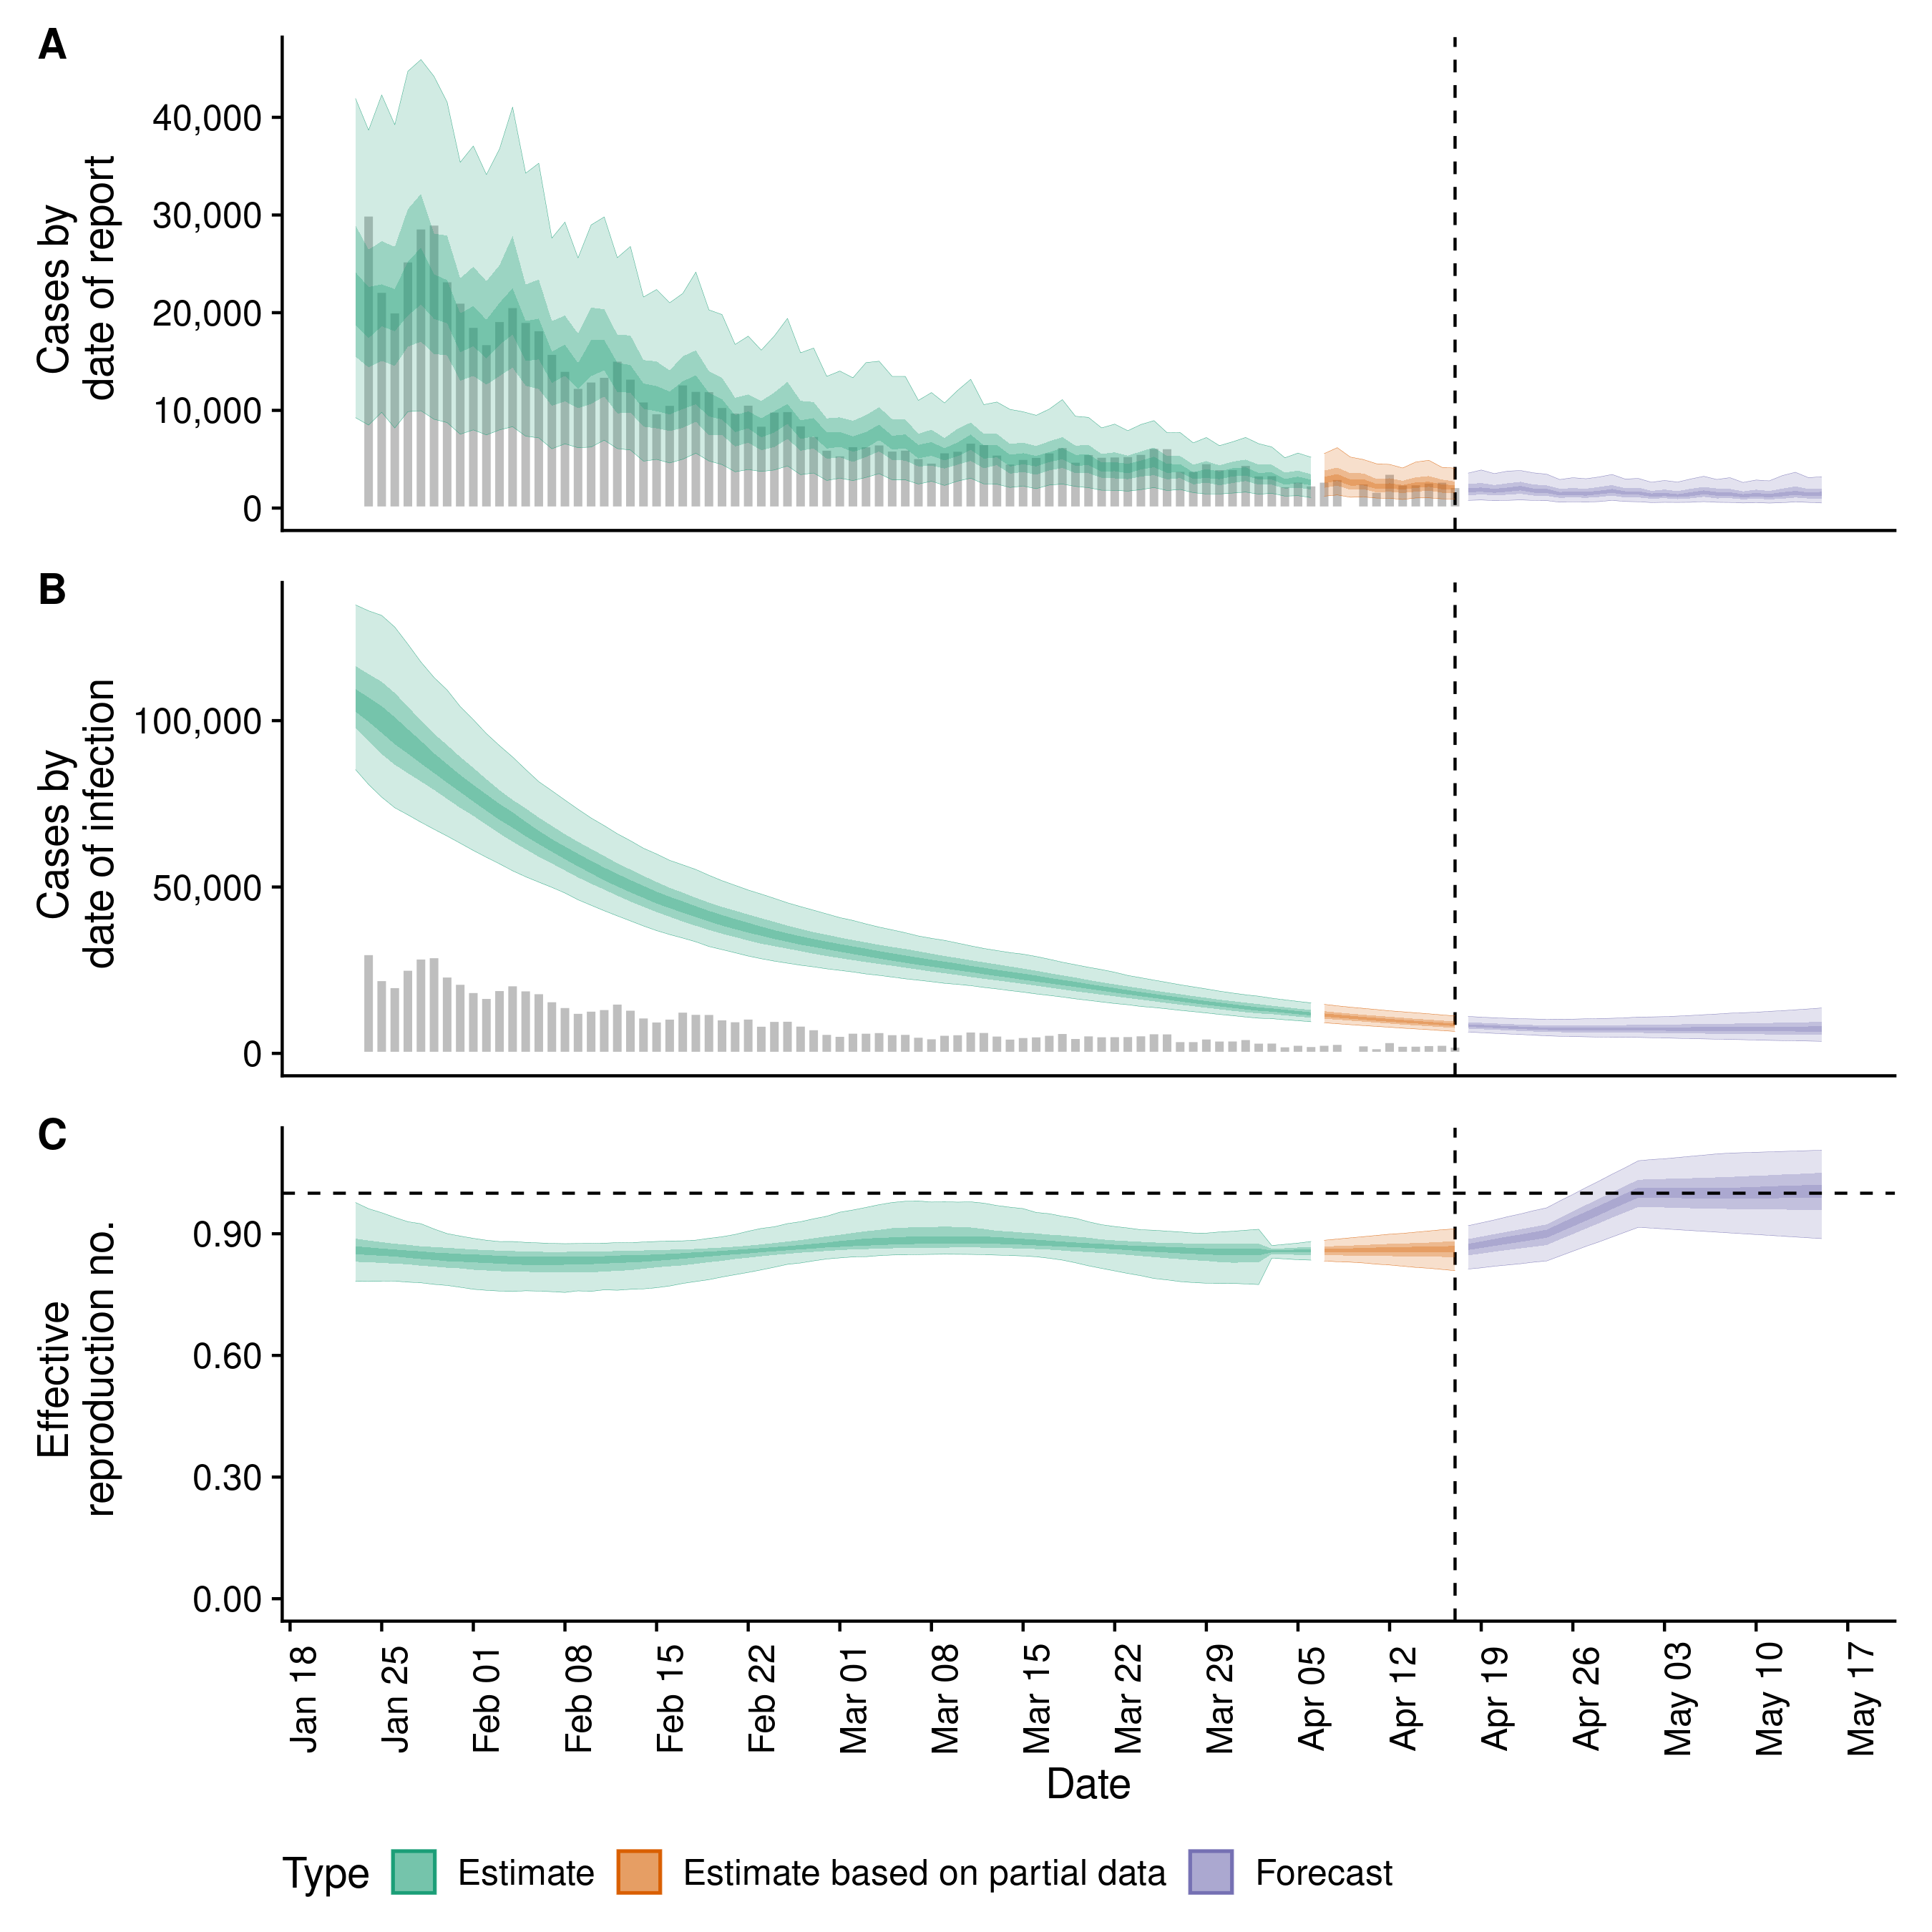 A
Cases by
date of report
40,000
30,000
20,000
10,000
0
B
Cases by
date of infection
100,000
50,000
0
C
Effective
reproduction no.
0.90
0.60
0.30
0.00
Jan 18
Jan 25
Feb 01
Feb 08
Feb 15
Feb 22
Mar 01
Mar 08
Mar 15
Mar 22
Mar 29
Apr 05
Apr 12
Apr 19
Apr 26
May 03
May 10
May 17
Date
Type Estimate Estimate based on partial data Forecast